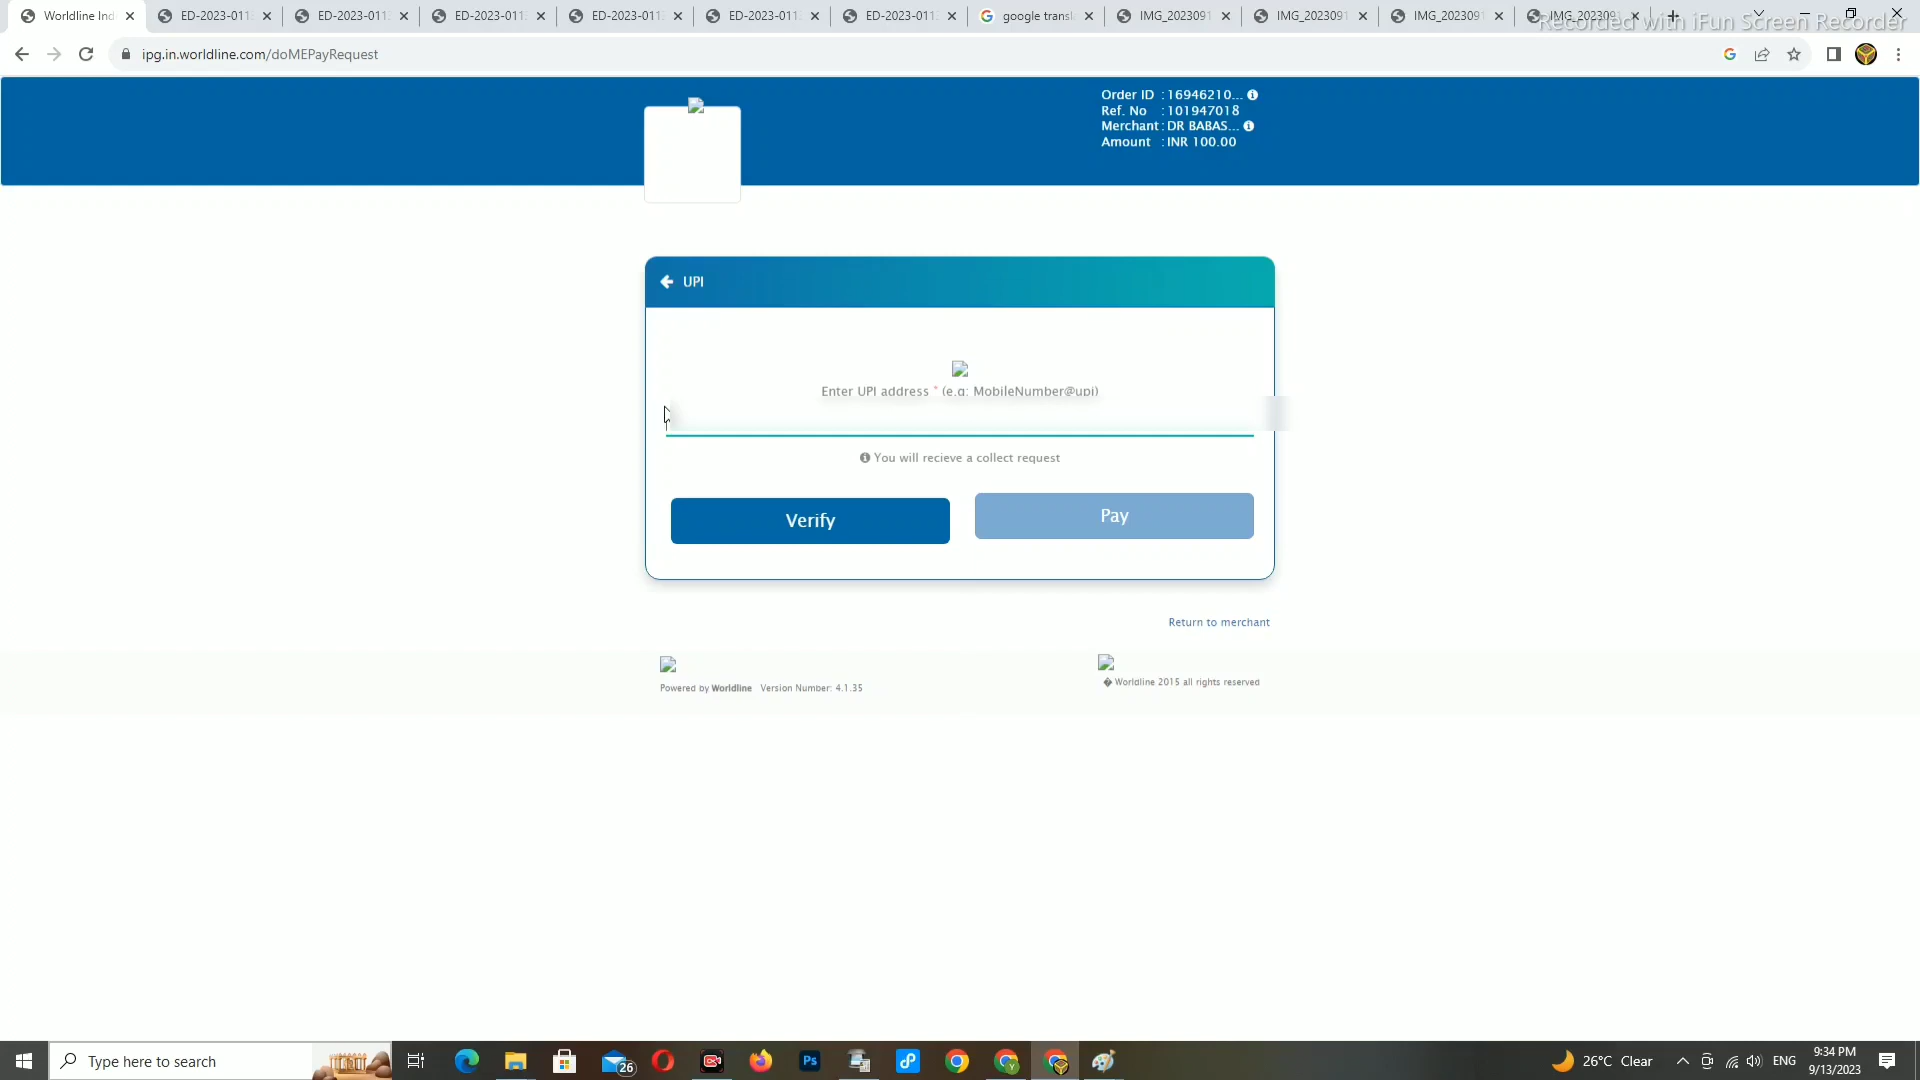 Worldline Ind
ED-2023-011
ED-2023-011
ED-2023-011
ED-2023-011
ED-2023-011
ED-2023-011
google transl
IMG_202309
IMG_202309
IMG_202309
IMG_202309
Recorded with iFun Screen Recorder
ipg.in.worldline.com/doMEPayRequest
Order ID : 16946210...
Ref. No : 101947018
Merchant : DR BABAS...
Amount : INR 100.00
UPI
Enter UPI address * (e.g: MobileNumber@upi)
You will recieve a collect request
Verify
Pay
Return to merchant
Powered by Worldline Version Number: 4.1.35
� Worldline 2015 all rights reserved
Type here to search
26
Ps
26°C Clear
ENG
9:34 PM
9/13/2023